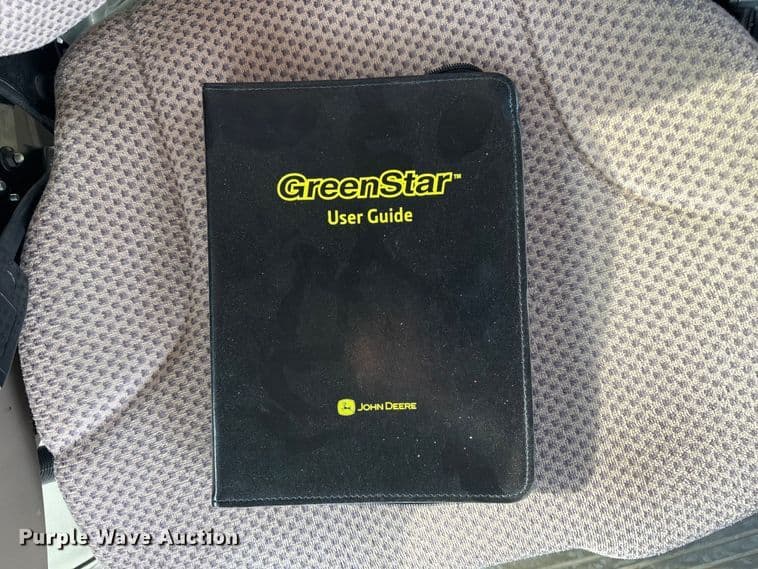 GreenStar™
User Guide
JOHN DEERE
Purple Wave Auction